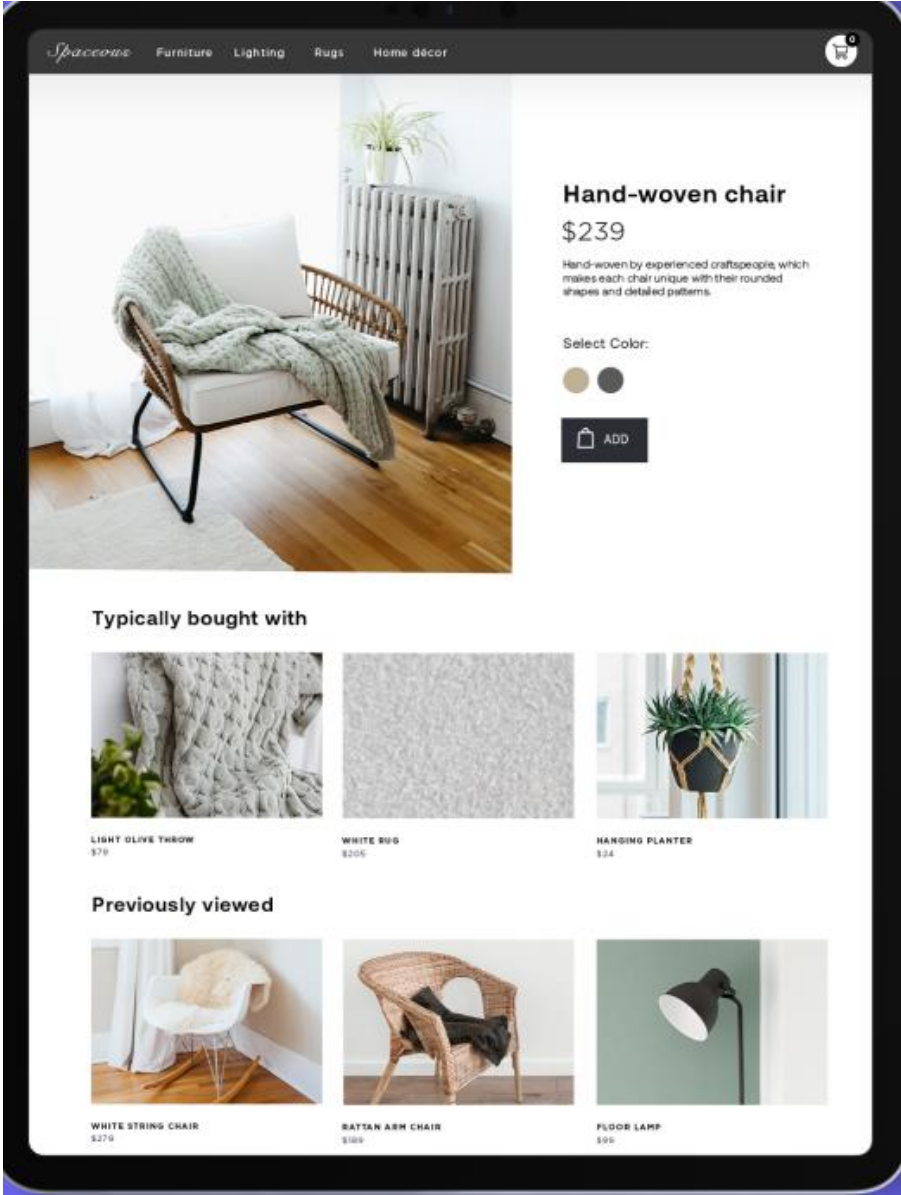 Spaceous
Furniture Lighting Rugs Home décor
0
Hand-woven chair
$239
Hand-woven by experienced craftspeople, which
makes each chair unique with their rounded
shapes and detailed patterns.
Select Color:
ADD
Typically bought with
LIGHT OLIVE THROW
$79
WHITE RUG
$205
HANGING PLANTER
$34
Previously viewed
WHITE STRING CHAIR
$279
RATTAN ARM CHAIR
$189
FLOOR LAMP